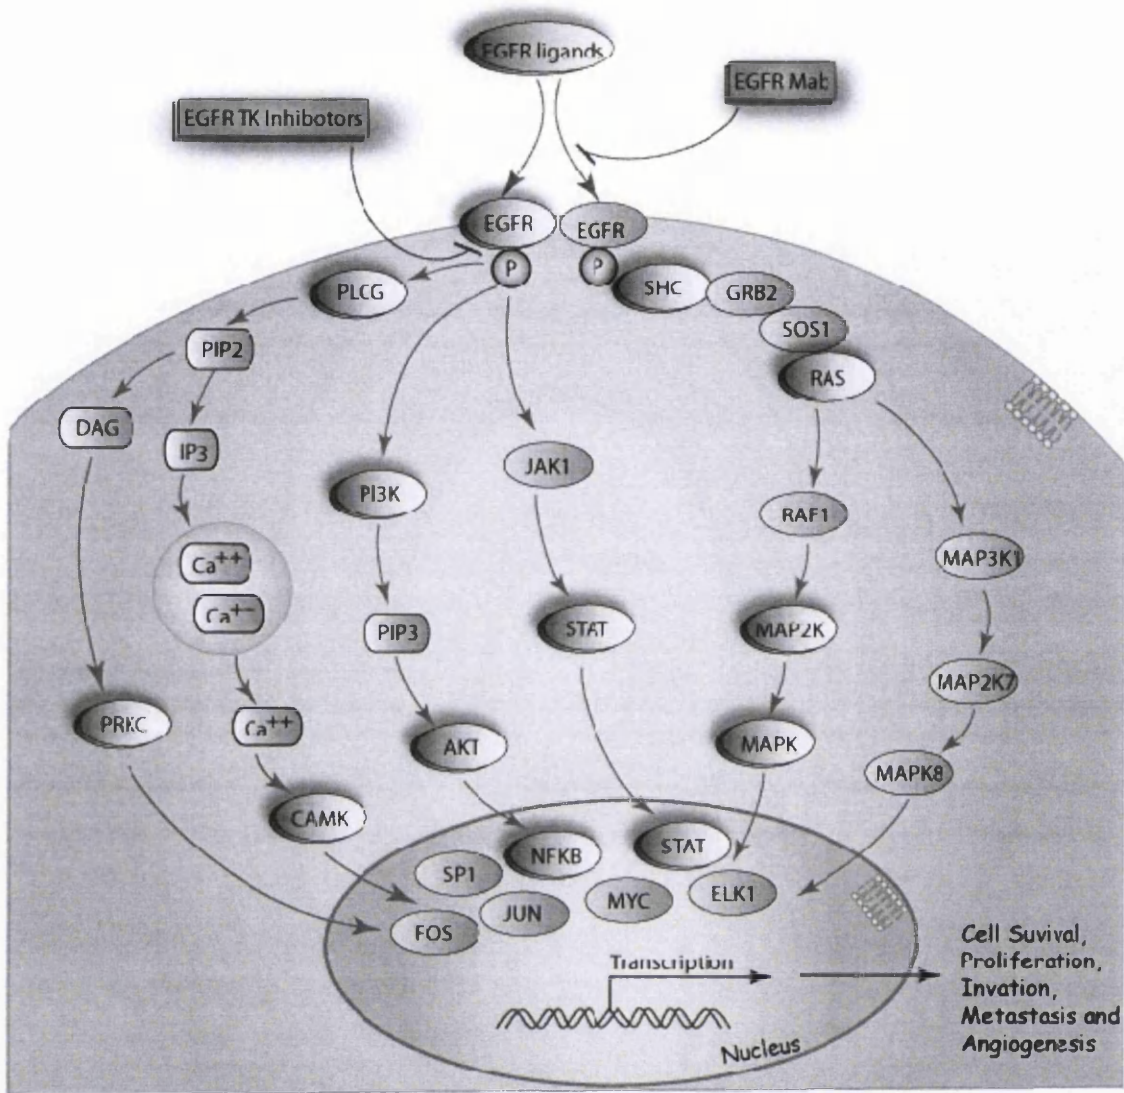 EGFR ligands
EGFR Mab
EGFR TK Inhibotors
EGFR
EGFR
P
P
PLCG
SHC
GRB2
SOS1
PIP2
RAS
DAG
IP3
JAK1
PI3K
RAF1
Ca++
MAP3K1
Ca++
PIP3
STAT
MAP2K
MAP2K7
PRKC
Ca++
AKT
MAPK
MAPK8
CAMK
NFKB
STAT
SP1
ELK1
MYC
JUN
FOS
Transcription
Nucleus
Cell Suvival,
Proliferation,
Invation,
Metastasis and
Angiogenesis